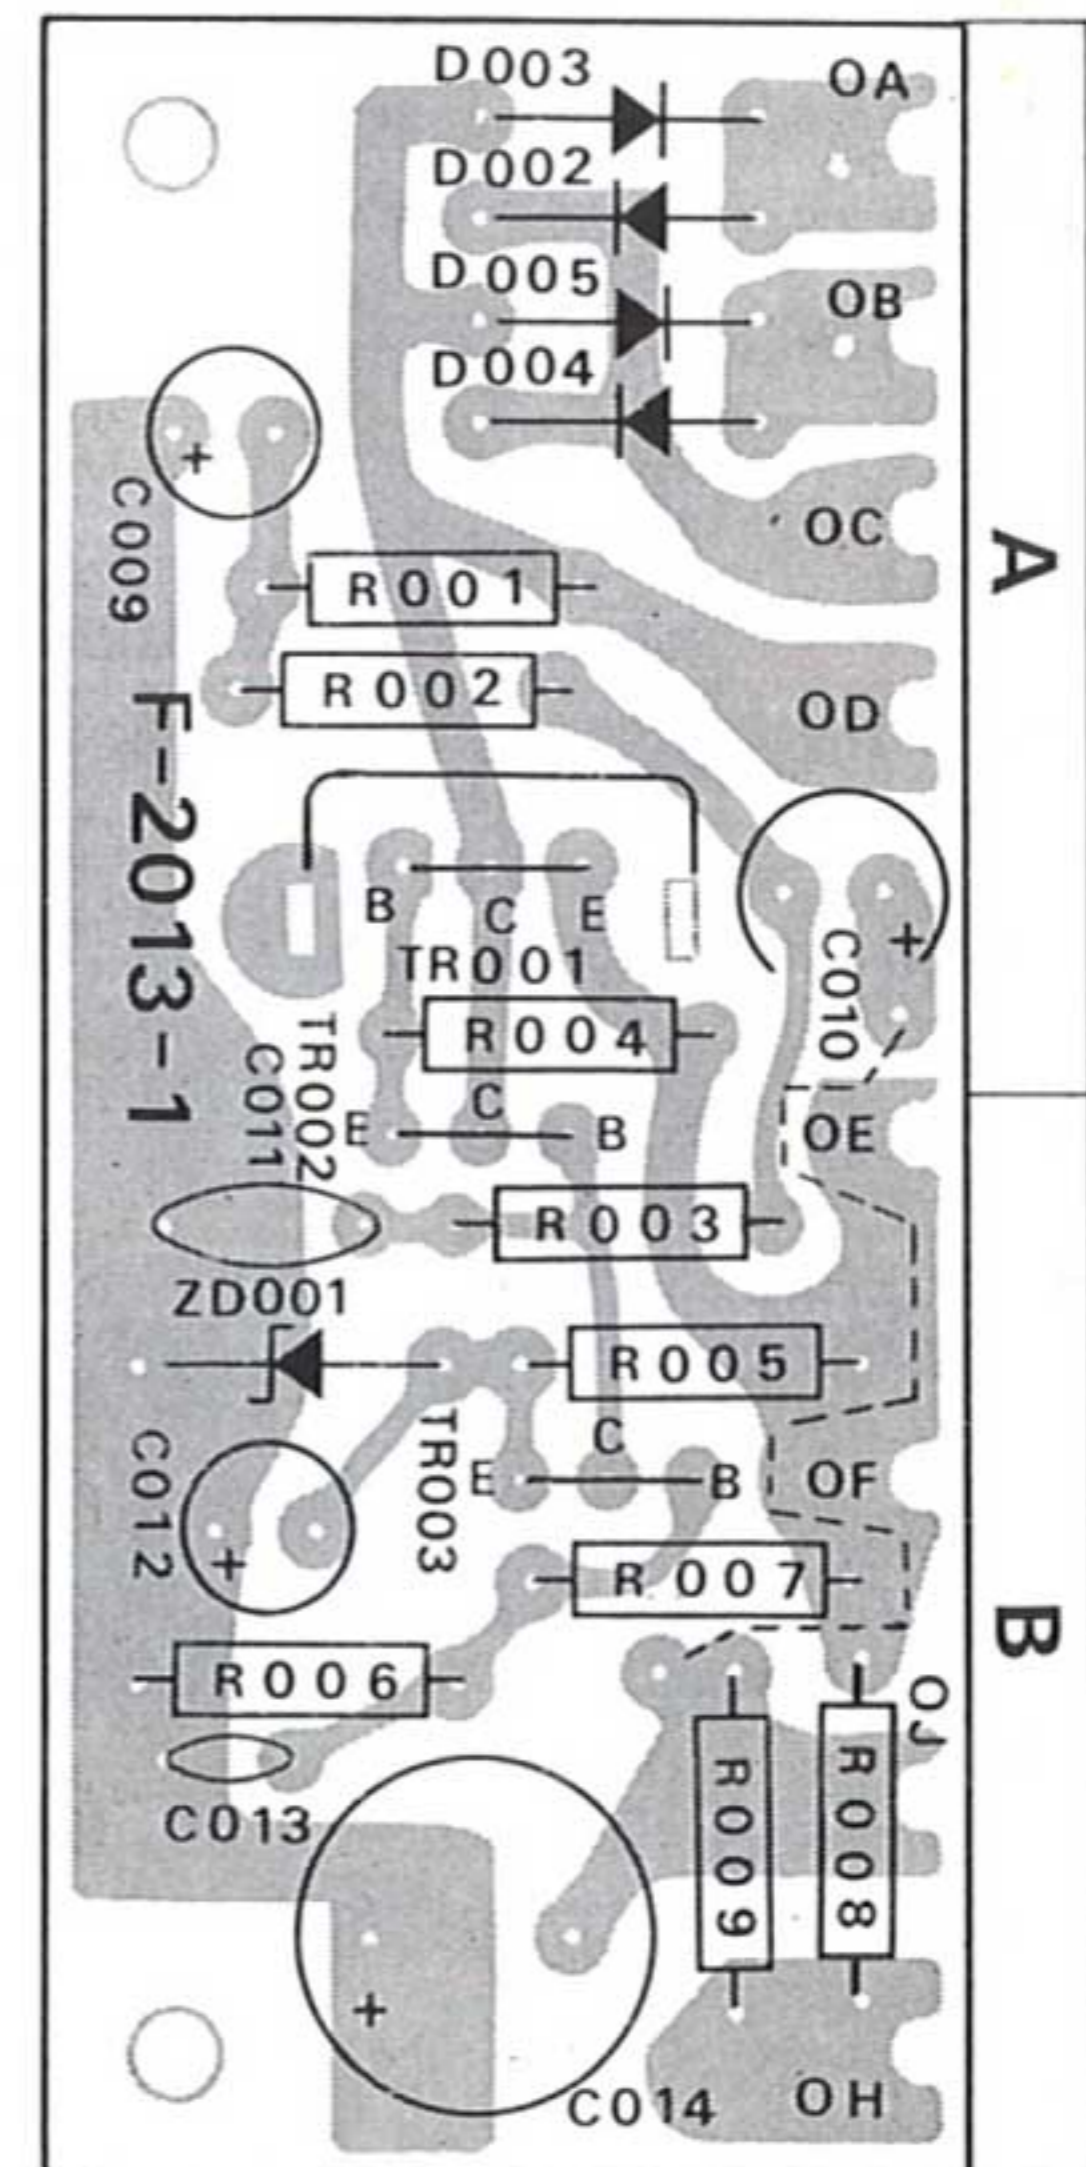 D003
OA
D002
D005
OB
D004
+
C009
OC
A
R001
R002
OD
F-2013-1
B C E
TR001
+
C010
R004
TR002
C011
E C B
OE
R003
ZD001
R005
C012
+
TR003
E C B
OF
R007
B
R006
OJ
C013
R009
R008
+
C014
OH